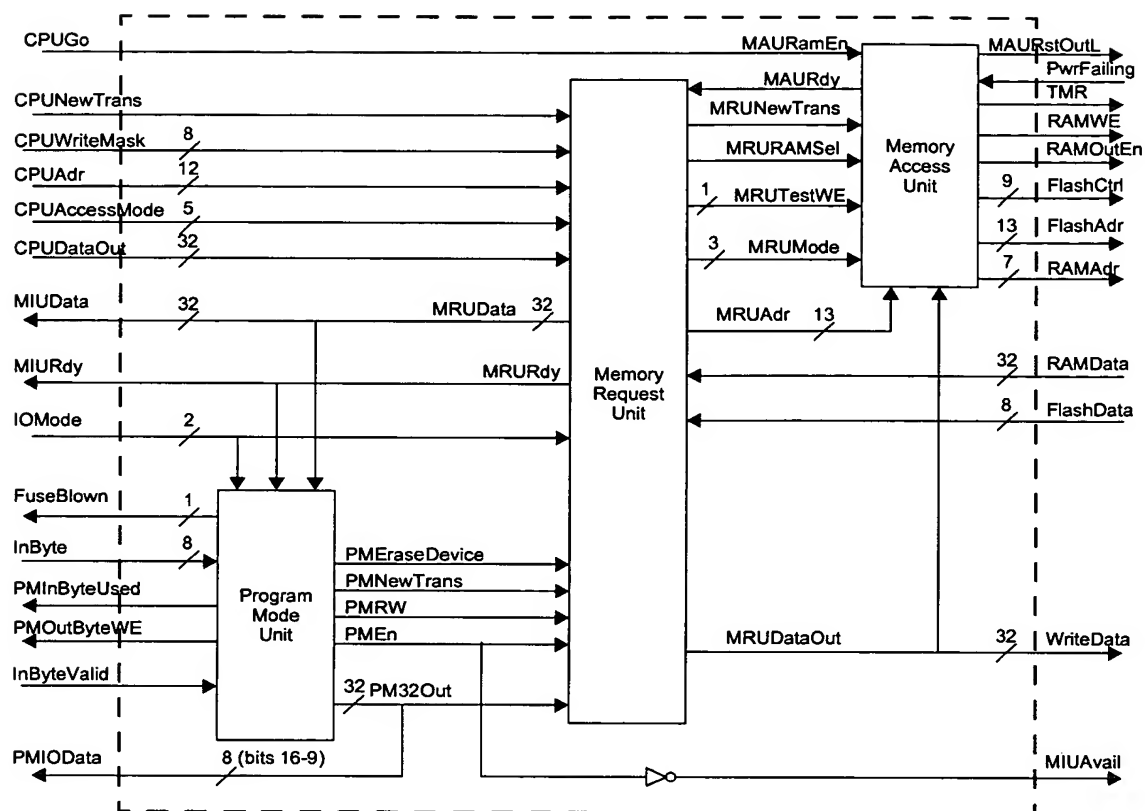 CPUGo
MAURamEn
MAURstOutL
MAURdy
PwrFailing
CPUNewTrans
MRUNewTrans
TMR
CPUWriteMask
8
RAMWE
MRURAMSel
Memory
Access
Unit
RAMOutEn
CPUAdr
12
9
FlashCtrl
CPUAccessMode
5
1
MRUTestWE
13
FlashAdr
CPUDataOut
32
3
MRUMode
7
RAMAdr
MIUData
32
MRUData
32
MRUAdr
13
MIURdy
MRURdy
Memory
Request
Unit
32
RAMData
IOMode
2
8
FlashData
FuseBlown
1
InByte
8
PMEraseDevice
PMInByteUsed
Program
Mode
Unit
PMNewTrans
PMRW
PMOutByteWE
PMEn
MRUDataOut
32
WriteData
InByteValid
32
PM32Out
PMIOData
8 (bits 16-9)
MIUAvail